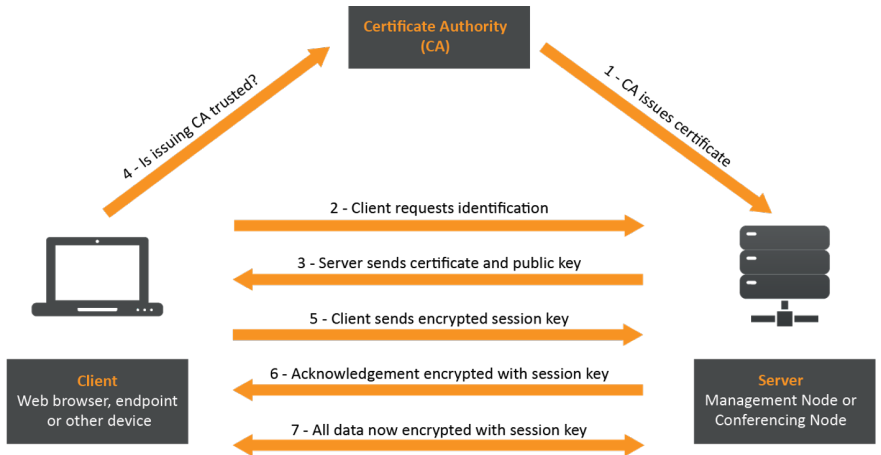 Certificate Authority
(CA)
4 - Is issuing CA trusted?
1 - CA issues certificate
2 - Client requests identification
3 - Server sends certificate and public key
5 - Client sends encrypted session key
6 - Acknowledgement encrypted with session key
7 - All data now encrypted with session key
Client
Web browser, endpoint
or other device
Server
Management Node or
Conferencing Node